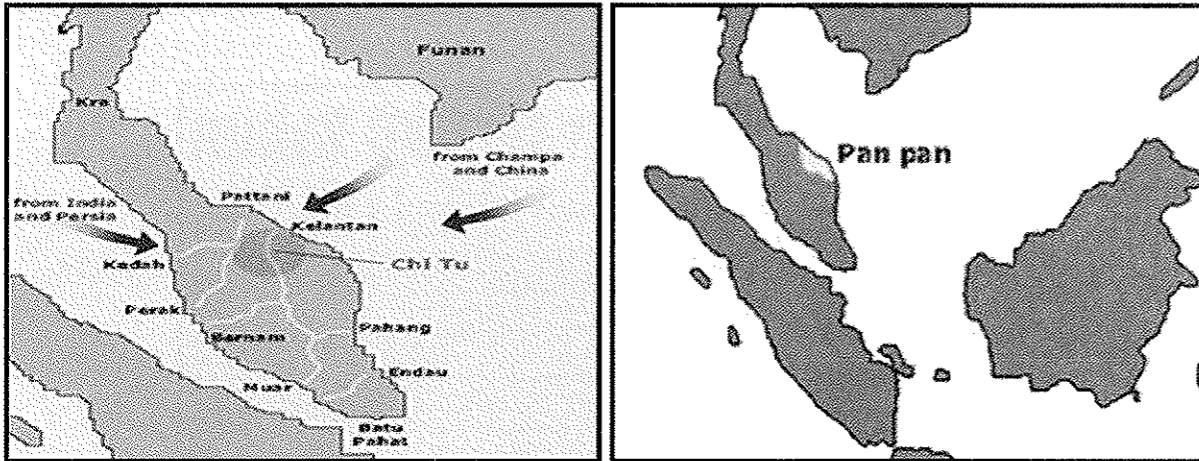 Funan
Kra
from Champa
and China
Pattani
from India
and Persia
Kelantan
Kedah
Chi Tu
Perak
Pahang
Bernam
Endau
Muar
Batu
Pahat
Pan pan